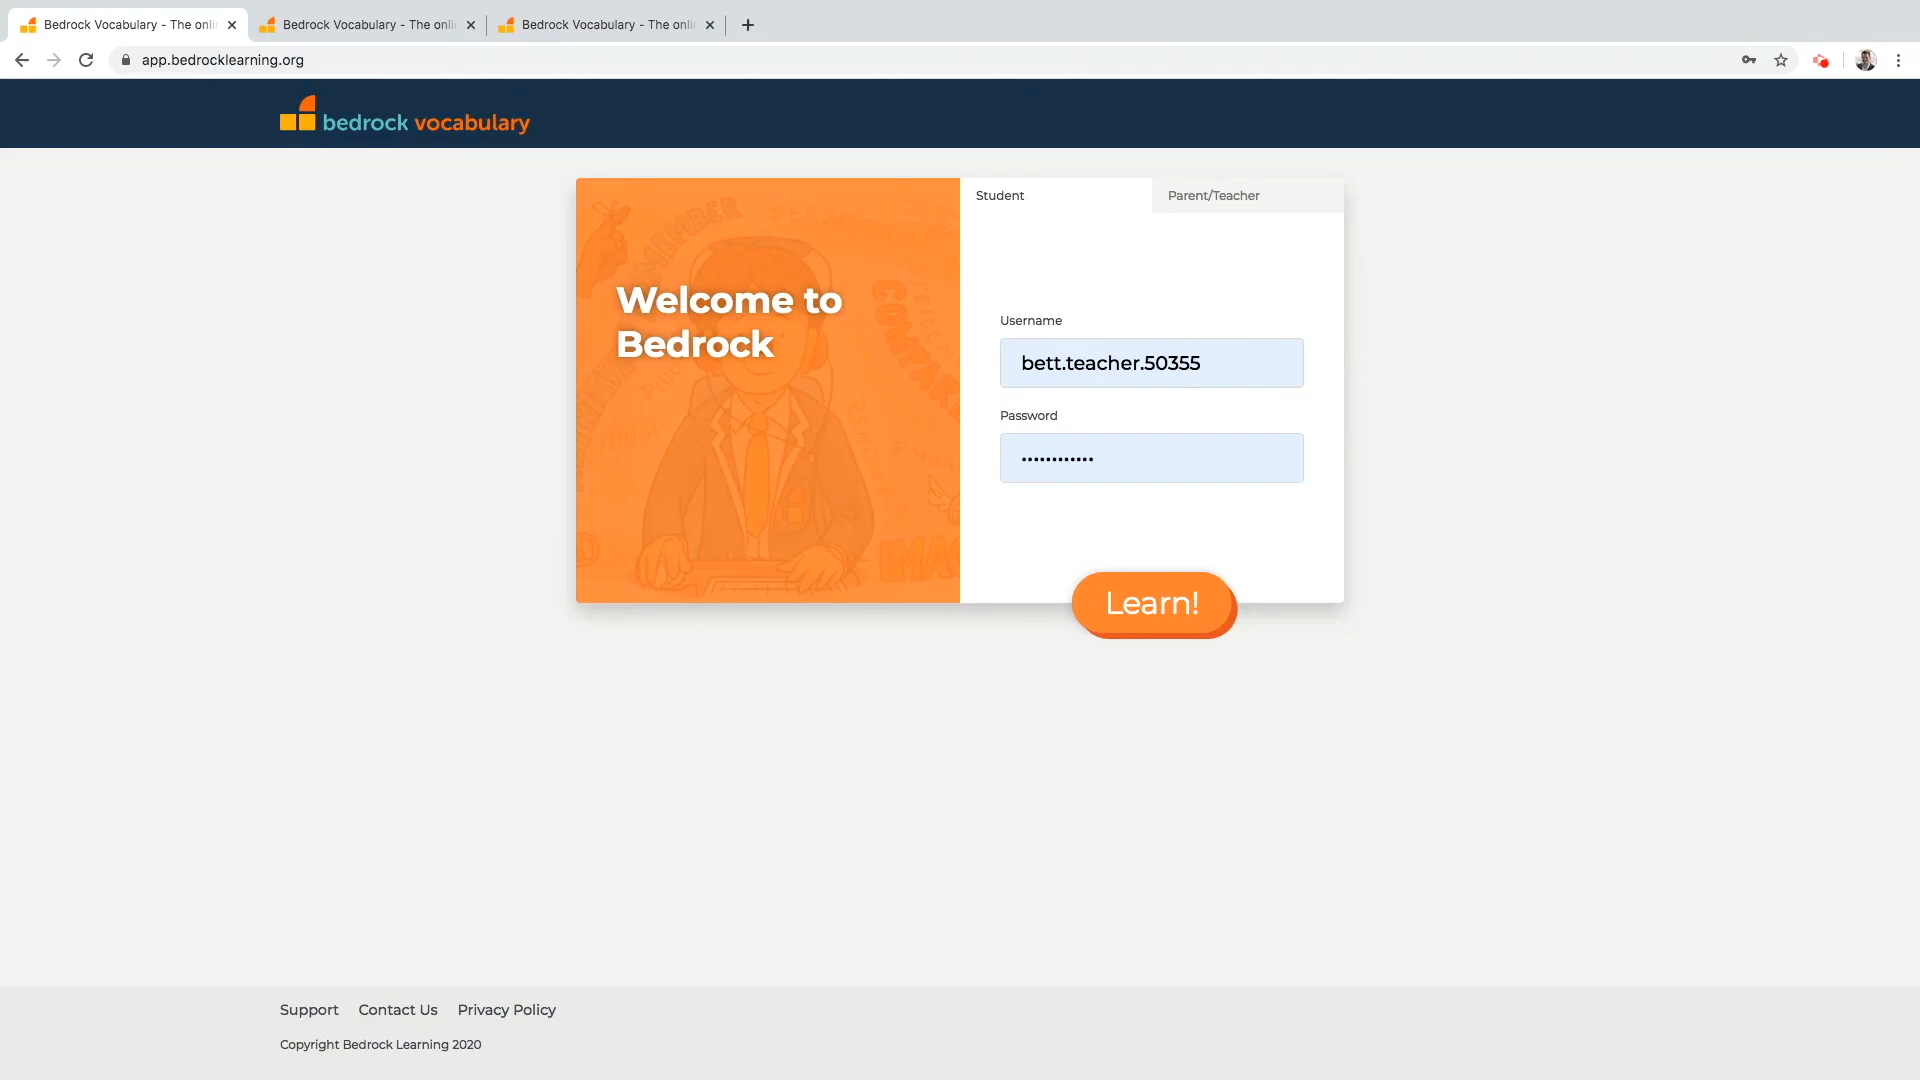 Bedrock Vocabulary - The onli
Bedrock Vocabulary - The onli
Bedrock Vocabulary - The onli
app.bedrocklearning.org
bedrock vocabulary
Student
Parent/Teacher
REMEMBER
Welcome to
Bedrock
Username
bett.teacher.50355
Password
••••••••••••
Learn!
Support Contact Us Privacy Policy
Copyright Bedrock Learning 2020